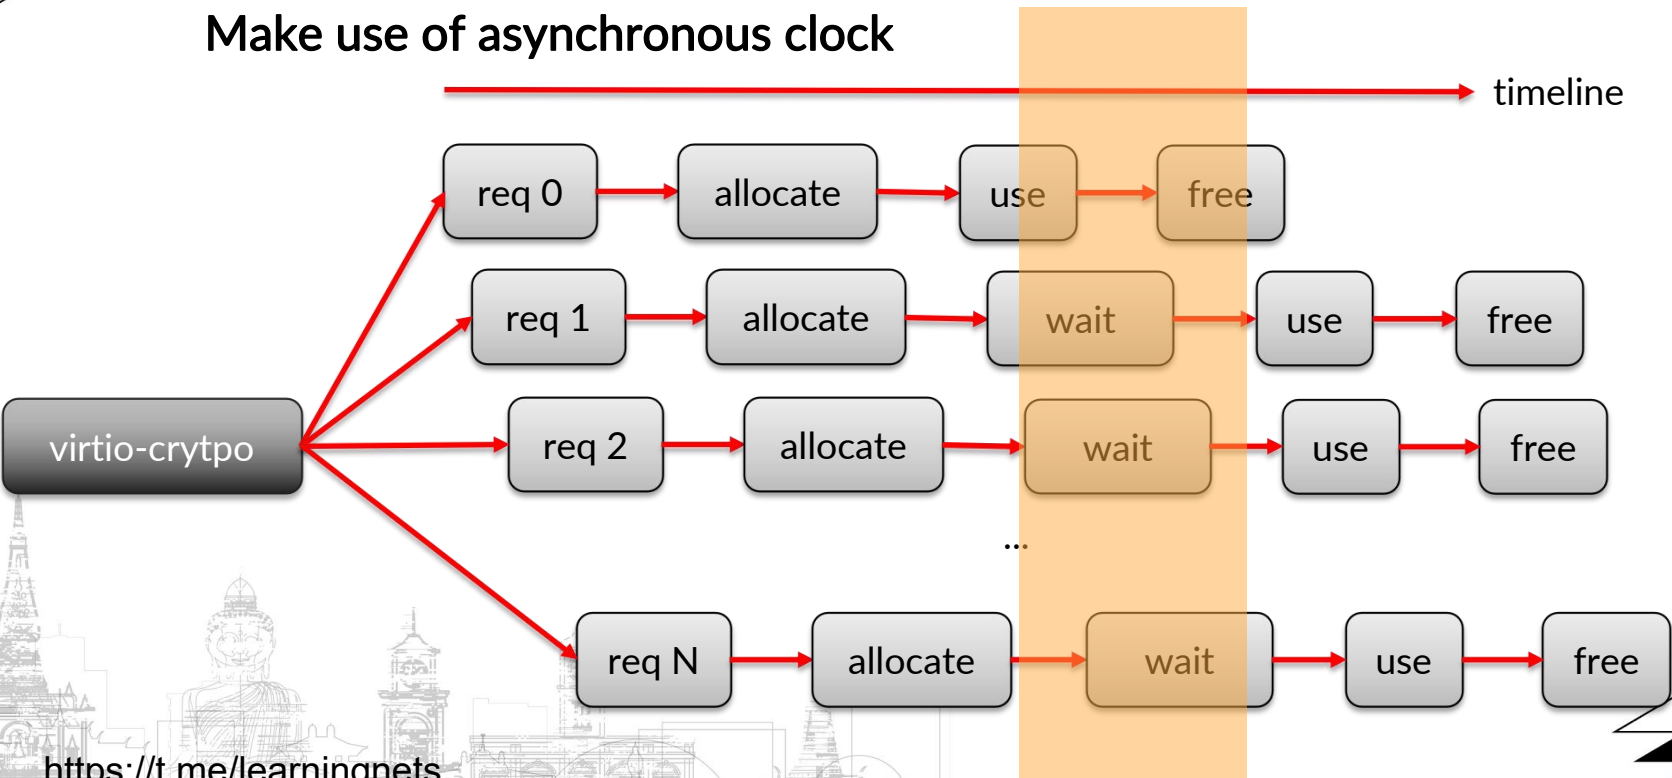 Make use of asynchronous clock
timeline
req 0 allocate use free
req 1 allocate wait use free
virtio-crytpo req 2 allocate wait use free
...
req N allocate wait use free
https://t.me/learningnets